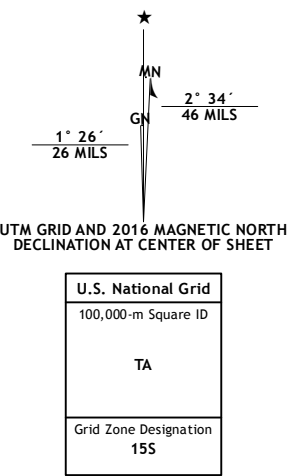 MN
GN
2° 34´
46 MILS
1° 26´
26 MILS
UTM GRID AND 2016 MAGNETIC NORTH
DECLINATION AT CENTER OF SHEET
U.S. National Grid
100,000-m Square ID
TA
Grid Zone Designation
15S